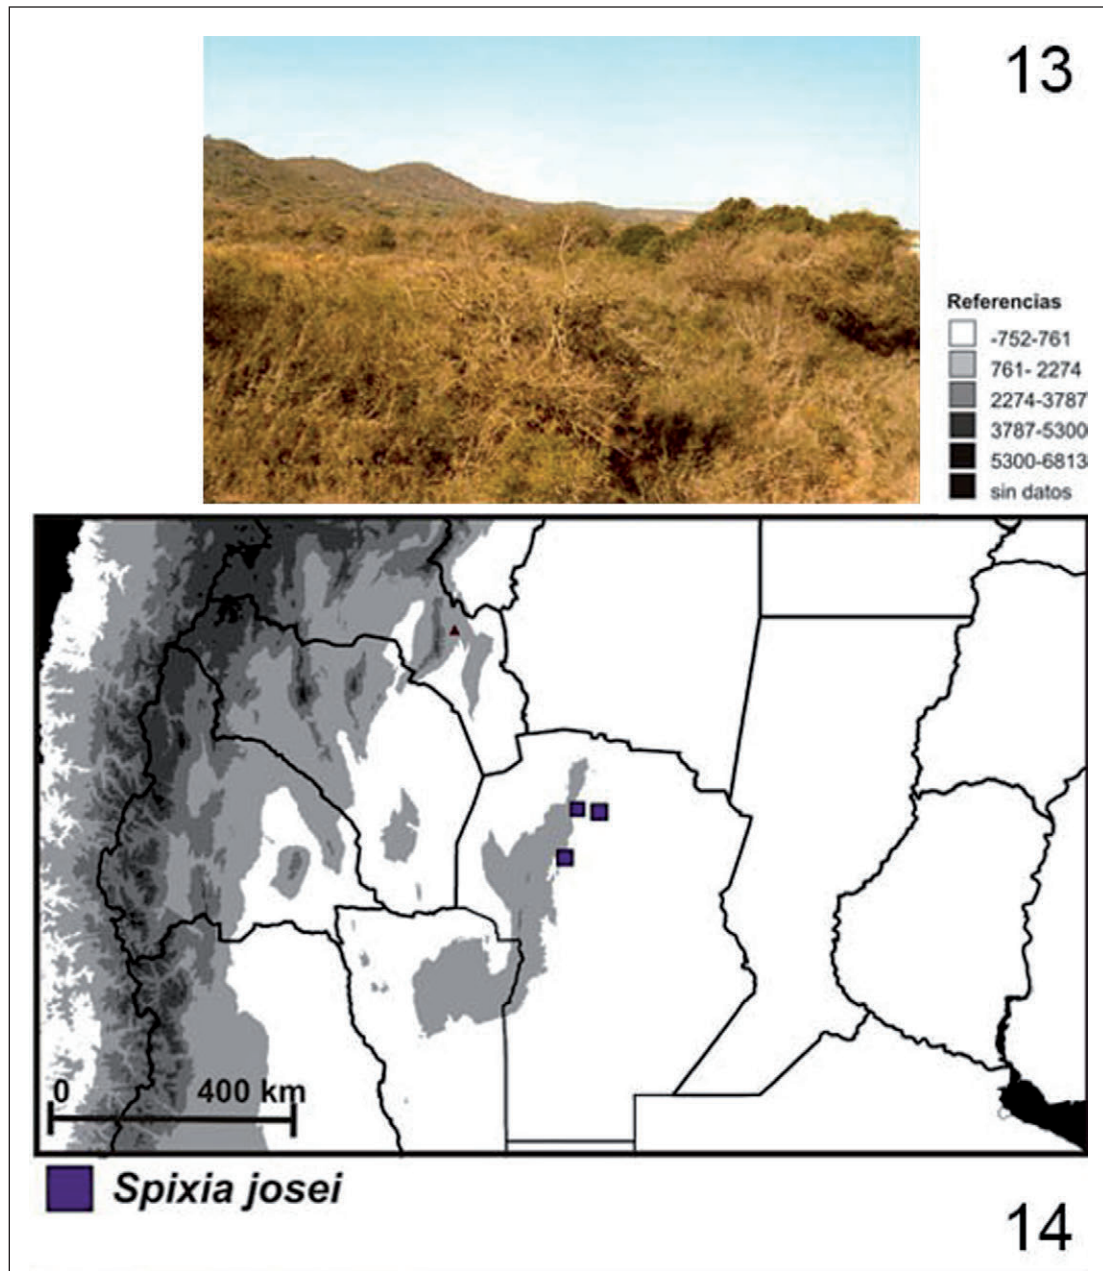 13
Referencias
-752-761
761- 2274
2274-3787
3787-5300
5300-6813
sin datos
0 400 km
Spixia josei
14